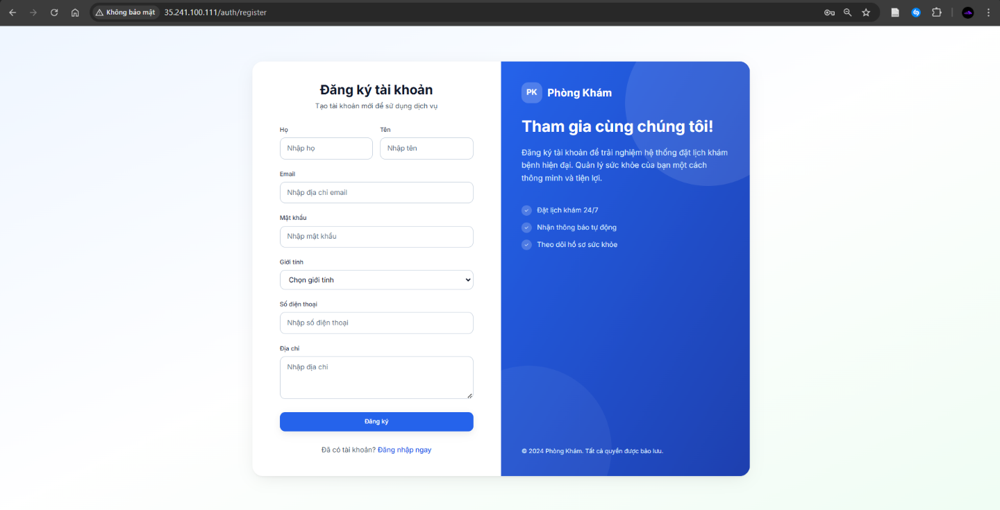 Không bảo mật
35.241.100.111/auth/register
Đăng ký tài khoản
Tạo tài khoản mới để sử dụng dịch vụ
Họ
Tên
Nhập họ
Nhập tên
Email
Nhập địa chỉ email
Mật khẩu
Nhập mật khẩu
Giới tính
Chọn giới tính
Số điện thoại
Nhập số điện thoại
Địa chỉ
Nhập địa chỉ
Đăng ký
Đã có tài khoản? Đăng nhập ngay
PK
Phòng Khám
Tham gia cùng chúng tôi!
Đăng ký tài khoản để trải nghiệm hệ thống đặt lịch khám
bệnh hiện đại. Quản lý sức khỏe của bạn một cách
thông minh và tiện lợi.
Đặt lịch khám 24/7
Nhận thông báo tự động
Theo dõi hồ sơ sức khỏe
© 2024 Phòng Khám. Tất cả quyền được bảo lưu.